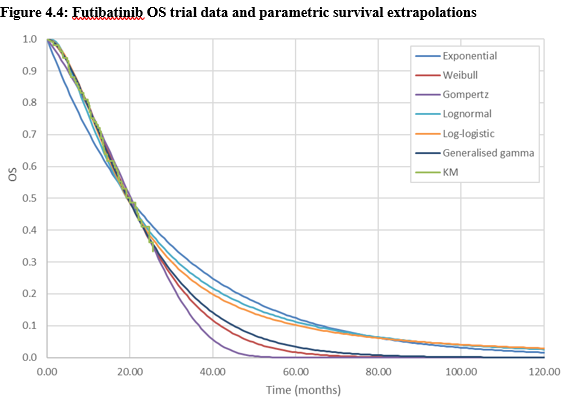 Figure 4.4: Futibatinib OS trial data and parametric survival extrapolations
1.0
0.9
0.8
0.7
0.6
0.5
0.4
0.3
0.2
0.1
0.0
OS
Exponential
Weibull
Gompertz
Lognormal
Log-logistic
Generalised gamma
KM
0.00 20.00 40.00 60.00 80.00 100.00 120.00
Time (months)